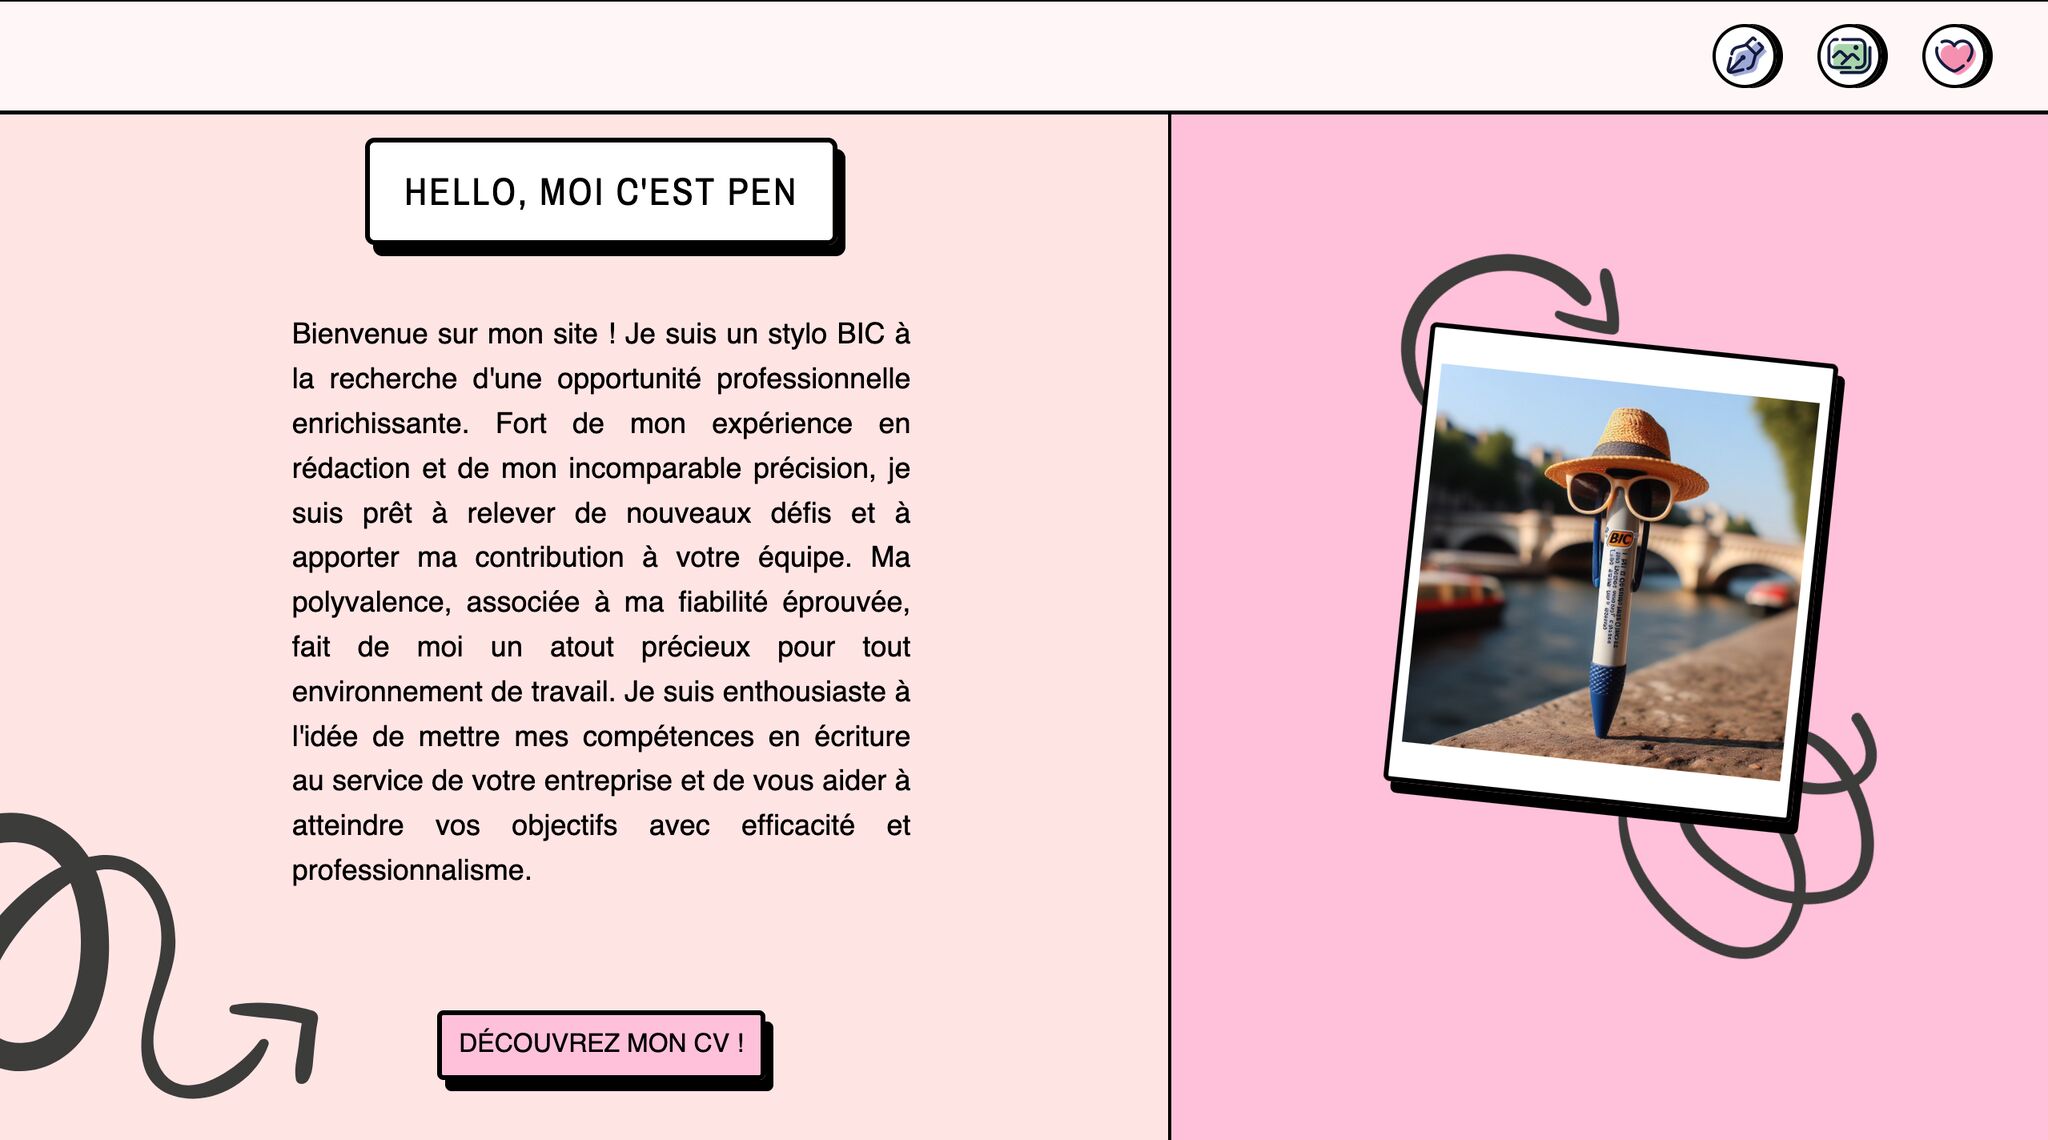 HELLO, MOI C'EST PEN
Bienvenue sur mon site ! Je suis un stylo BIC à
la recherche d'une opportunité professionnelle
enrichissante. Fort de mon expérience en
rédaction et de mon incomparable précision, je
suis prêt à relever de nouveaux défis et à
apporter ma contribution à votre équipe. Ma
polyvalence, associée à ma fiabilité éprouvée,
fait de moi un atout précieux pour tout
environnement de travail. Je suis enthousiaste à
l'idée de mettre mes compétences en écriture
au service de votre entreprise et de vous aider à
atteindre vos objectifs avec efficacité et
professionnalisme.
DÉCOUVREZ MON CV !
BIC